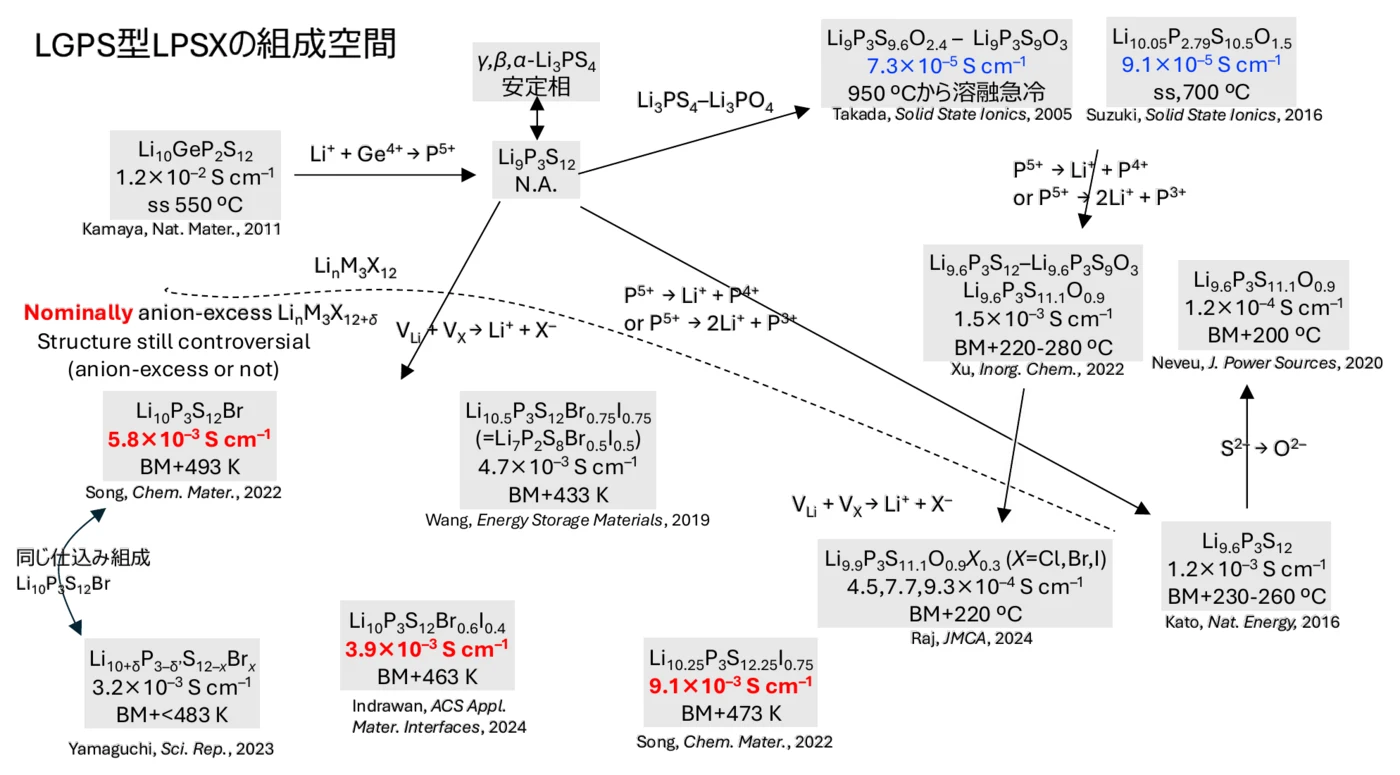 LGPS型LPSXの組成空間
γ,β,α-Li₃PS₄
安定相
Li₉P₃S₁₂
N.A.
Li₁₀GeP₂S₁₂
1.2×10⁻² S cm⁻¹
ss 550 ºC
Kamaya, Nat. Mater., 2011
Li⁺ + Ge⁴⁺ → P⁵⁺
Li₃PS₄–Li₃PO₄
Li₉P₃S₉.₆O₂.₄ – Li₉P₃S₉O₃
7.3×10⁻⁵ S cm⁻¹
950 ºCから溶融急冷
Takada, Solid State Ionics, 2005
Li₁₀.₀₅P₂.₇₉S₁₀.₅O₁.₅
9.1×10⁻⁵ S cm⁻¹
ss,700 ºC
Suzuki, Solid State Ionics, 2016
P⁵⁺ → Li⁺ + P⁴⁺
or P⁵⁺ → 2Li⁺ + P³⁺
LiₙM₃X₁₂
Nominally anion-excess LiₙM₃X₁₂₊δ
Structure still controversial
(anion-excess or not)
V_Li + V_X → Li⁺ + X⁻
P⁵⁺ → Li⁺ + P⁴⁺
or P⁵⁺ → 2Li⁺ + P³⁺
Li₉.₆P₃S₁₂–Li₉.₆P₃S₉O₃
Li₉.₆P₃S₁₁.₁O₀.₉
1.5×10⁻³ S cm⁻¹
BM+220-280 ºC
Xu, Inorg. Chem., 2022
Li₉.₆P₃S₁₁.₁O₀.₉
1.2×10⁻⁴ S cm⁻¹
BM+200 ºC
Neveu, J. Power Sources, 2020
Li₁₀P₃S₁₂Br
5.8×10⁻³ S cm⁻¹
BM+493 K
Song, Chem. Mater., 2022
Li₁₀.₅P₃S₁₂Br₀.₇₅I₀.₇₅
(=Li₇P₂S₈Br₀.₅I₀.₅)
4.7×10⁻³ S cm⁻¹
BM+433 K
Wang, Energy Storage Materials, 2019
S²⁻ → O²⁻
V_Li + V_X → Li⁺ + X⁻
同じ仕込み組成
Li₁₀P₃S₁₂Br
Li₉.₉P₃S₁₁.₁O₀.₉X₀.₃ (X=Cl,Br,I)
4.5,7.7,9.3×10⁻⁴ S cm⁻¹
BM+220 ºC
Raj, JMCA, 2024
Li₉.₆P₃S₁₂
1.2×10⁻³ S cm⁻¹
BM+230-260 ºC
Kato, Nat. Energy, 2016
Li₁₀₊δP₃₋δ'S₁₂₋ₓBrₓ
3.2×10⁻³ S cm⁻¹
BM+<483 K
Yamaguchi, Sci. Rep., 2023
Li₁₀P₃S₁₂Br₀.₆I₀.₄
3.9×10⁻³ S cm⁻¹
BM+463 K
Indrawan, ACS Appl.
Mater. Interfaces, 2024
Li₁₀.₂₅P₃S₁₂.₂₅I₀.₇₅
9.1×10⁻³ S cm⁻¹
BM+473 K
Song, Chem. Mater., 2022